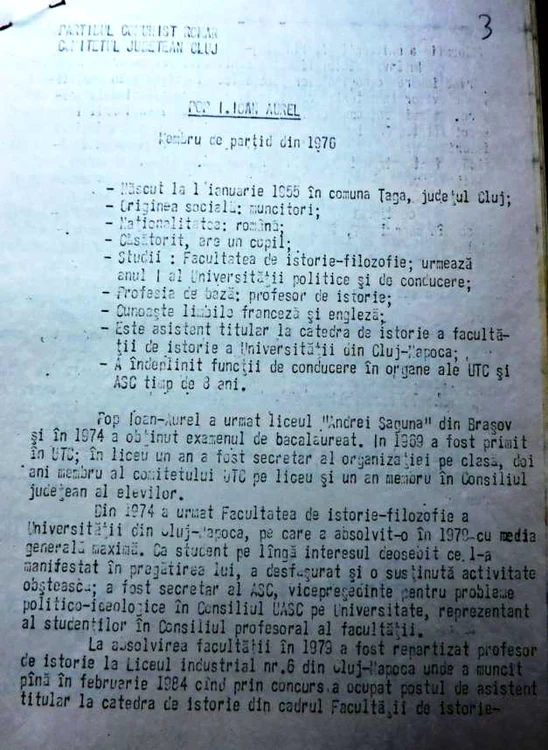 3
PARTIDUL COMUNIST ROMAN
COMITETUL JUDETEAN CLUJ
POP I.IOAN AUREL
Membru de partid din 1976
- Născut la 1 ianuarie 1955 în comuna Țaga, județul Cluj;
- Originea socială: muncitori;
- Naționalitatea: română;
- Căsătorit, are un copil;
- Studii : Facultatea de istorie-filozofie; urmează
anul I al Universității politice și de conducere;
- Profesia de bază: profesor de istorie;
- Cunoaște limbile franceză și engleză;
- Este asistent titular la catedra de istorie a facultă-
ții de istorie a Universității din Cluj-Napoca;
- A îndeplinit funcții de conducere în organe ale UTC și
ASC timp de 8 ani.
Pop Ioan-Aurel a urmat liceul "Andrei Șaguna" din Brașov
și în 1974 a obținut examenul de bacalaureat. In 1969 a fost primit
în UTC; în liceu un an a fost secretar al organizației pe clasă, doi
ani membru al comitetului UTC pe liceu și un an membru în Consiliul
județean al elevilor.
Din 1974 a urmat Facultatea de istorie-filozofie a
Universității din Cluj-Napoca, pe care a absolvit-o în 1979 cu media
generală maximă. Ca student pe lîngă interesul deosebit ce l-a
manifestat în pregătirea lui, a desfășurat și o susținută activitate
obștească; a fost secretar al ASC, vicepreședinte pentru probleme
politico-ideologice în Consiliul UASC pe Universitate, reprezentant
al studenților în Consiliul profesoral al facultății.
La absolvirea facultății în 1979 a fost repartizat profesor
de istorie la Liceul industrial nr.6 din Cluj-Napoca unde a muncit
pînă în februarie 1984 cînd prin concurs a ocupat postul de asistent
titular la catedra de istorie din cadrul Facultății de istorie-